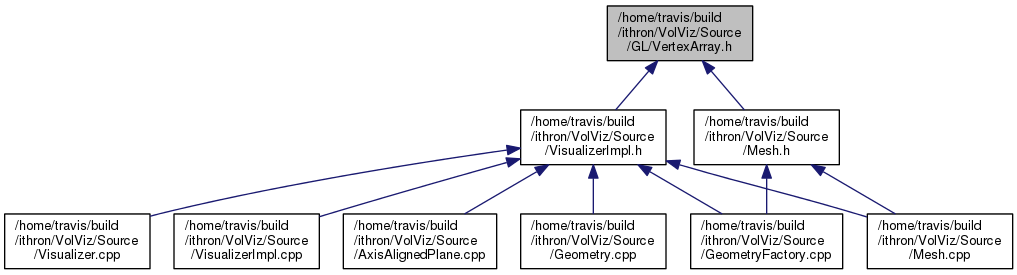 /home/travis/build
/ithron/VolViz/Source
/GL/VertexArray.h
/home/travis/build
/ithron/VolViz/Source
/VisualizerImpl.h
/home/travis/build
/ithron/VolViz/Source
/Mesh.h
/home/travis/build
/ithron/VolViz/Source
/Visualizer.cpp
/home/travis/build
/ithron/VolViz/Source
/VisualizerImpl.cpp
/home/travis/build
/ithron/VolViz/Source
/AxisAlignedPlane.cpp
/home/travis/build
/ithron/VolViz/Source
/Geometry.cpp
/home/travis/build
/ithron/VolViz/Source
/GeometryFactory.cpp
/home/travis/build
/ithron/VolViz/Source
/Mesh.cpp